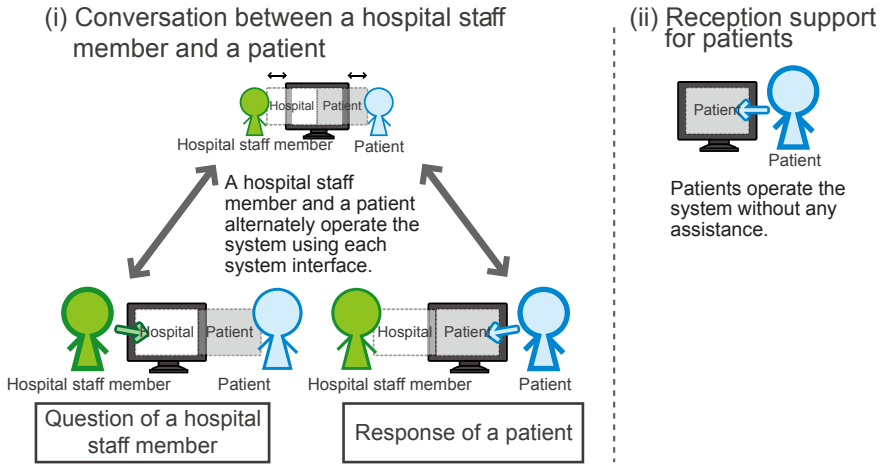 (i) Conversation between a hospital staff
member and a patient
Hospital
Patient
Hospital staff member
Patient
A hospital staff
member and a patient
alternately operate the
system using each
system interface.
Hospital
Patient
Hospital staff member
Patient
Question of a hospital
staff member
Hospital
Patient
Hospital staff member
Patient
Response of a patient
(ii) Reception support
for patients
Patient
Patient
Patients operate the
system without any
assistance.